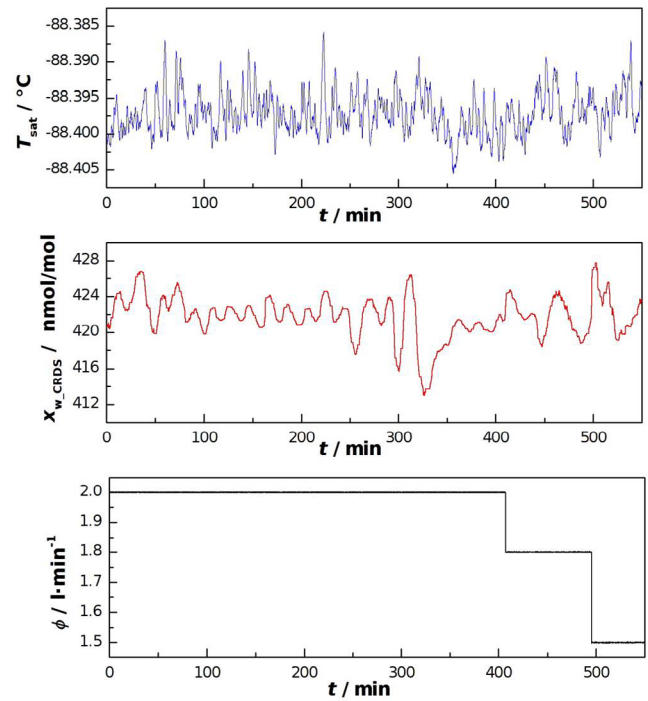 -88.385
-88.390
-88.395
-88.400
-88.405
T sat / °C
0 100 200 300 400 500
t / min
428
424
420
416
412
x w_CRDS / nmol/mol
0 100 200 300 400 500
t / min
2.0
1.9
1.8
1.7
1.6
1.5
ϕ / l·min⁻¹
0 100 200 300 400 500
t / min